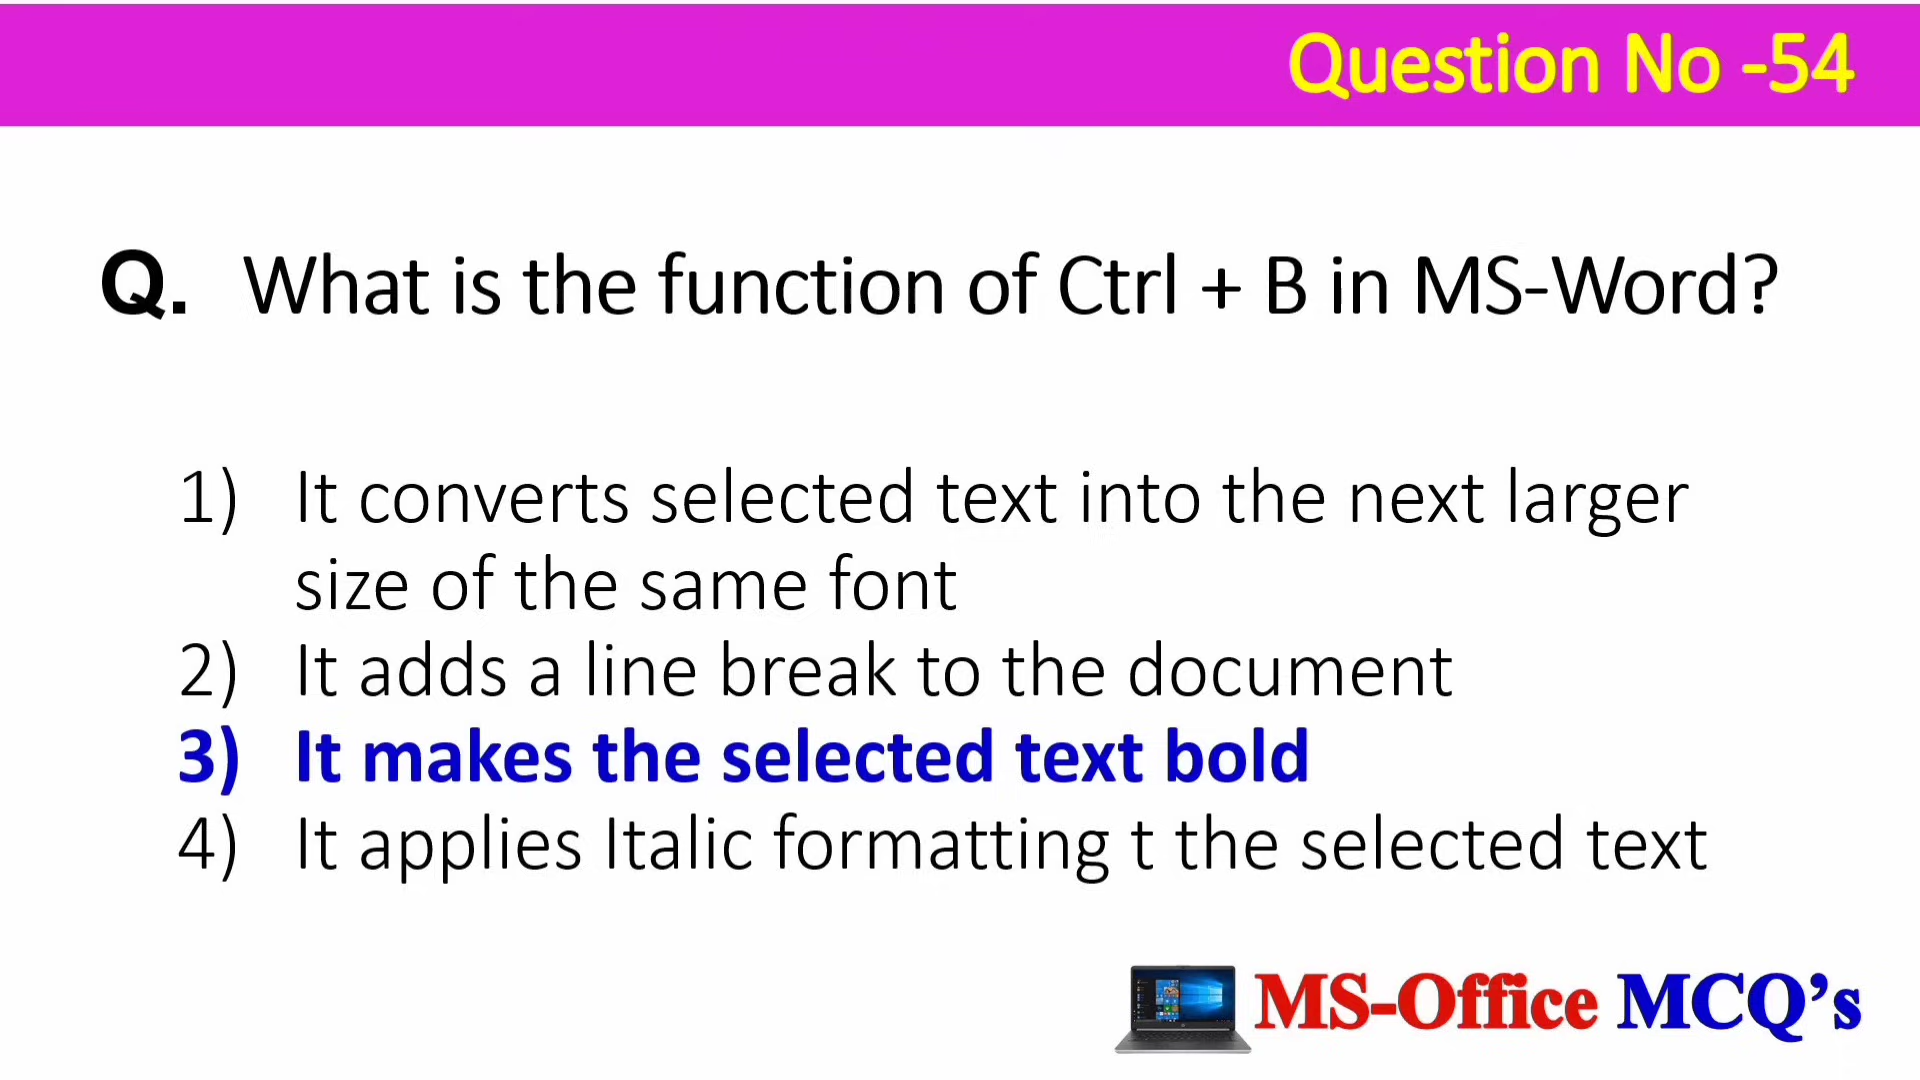 Question No -54
Q. What is the function of Ctrl + B in MS-Word?
1) It converts selected text into the next larger
size of the same font
2) It adds a line break to the document
3) It makes the selected text bold
4) It applies Italic formatting t the selected text
MS-Office MCQ’s